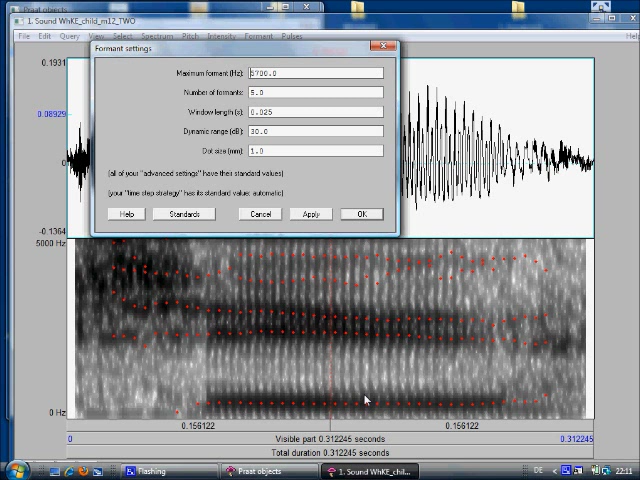 Praat objects
1. Sound WhKE_child_m12_TWO
File Edit View Select Spectrum Pitch Intensity Formant Pulses
Help
Formant settings
Maximum formant (Hz): 5700.0
Number of formants: 5.0
Window length (s): 0.025
Dynamic range (dB): 30.0
Dot size (mm): 1.0
(all of your "advanced settings" have their standard values)
(your "time step strategy" has its standard value: automatic)
Help Standards Cancel Apply OK
0.1931
0.08929
0
-0.1364
5000 Hz
0 Hz
0.156122 0.156122
0 Visible part 0.312245 seconds 0.312245
Total duration 0.312245 seconds
Flashing Praat objects 1. Sound WhKE_chil... DE 22:11